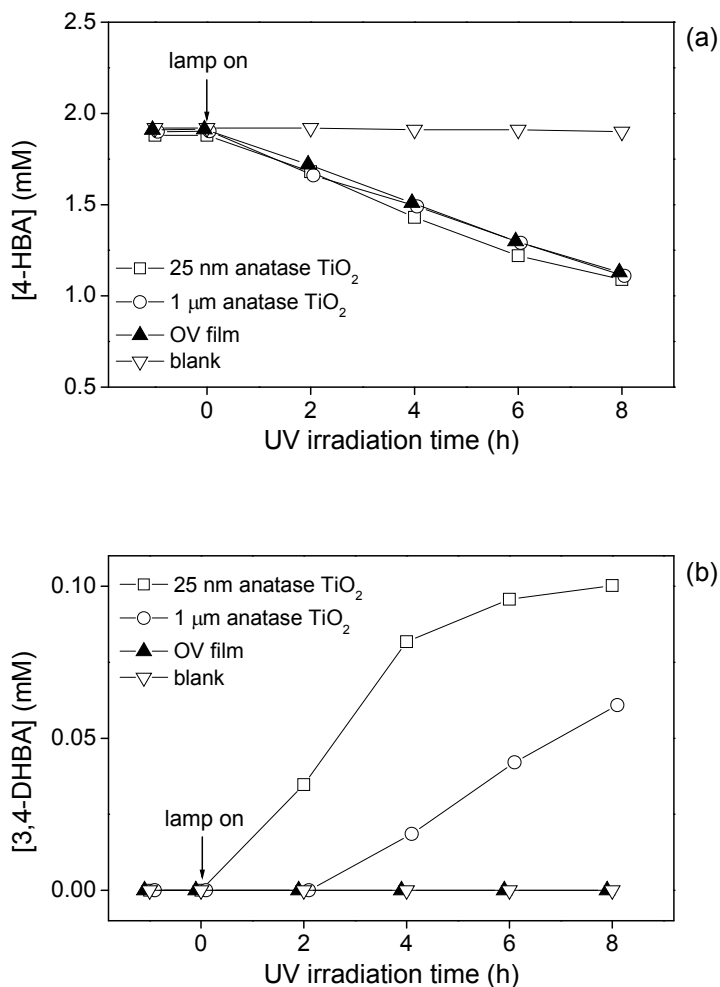 (a)
2.5
2.0
1.5
1.0
0.5
[4-HBA] (mM)
lamp on
25 nm anatase TiO2
1 μm anatase TiO2
OV film
blank
0 2 4 6 8
UV irradiation time (h)
(b)
0.10
0.05
0.00
[3,4-DHBA] (mM)
25 nm anatase TiO2
1 μm anatase TiO2
OV film
blank
lamp on
0 2 4 6 8
UV irradiation time (h)